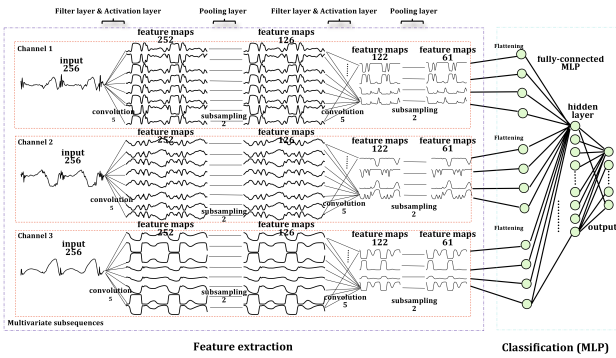 Filter layer & Activation layer
Pooling layer
Filter layer & Activation layer
Pooling layer
Channel 1
input
256
convolution
5
feature maps
252
subsampling
2
feature maps
126
convolution
5
feature maps
122
subsampling
2
feature maps
61
Channel 2
input
256
convolution
5
feature maps
252
subsampling
2
feature maps
126
convolution
5
feature maps
122
subsampling
2
feature maps
61
Channel 3
input
256
convolution
5
feature maps
252
subsampling
2
feature maps
126
convolution
5
feature maps
122
subsampling
2
feature maps
61
Multivariate subsequences
Flattening
Flattening
Flattening
fully-connected
MLP
hidden
layer
output
Feature extraction
Classification (MLP)